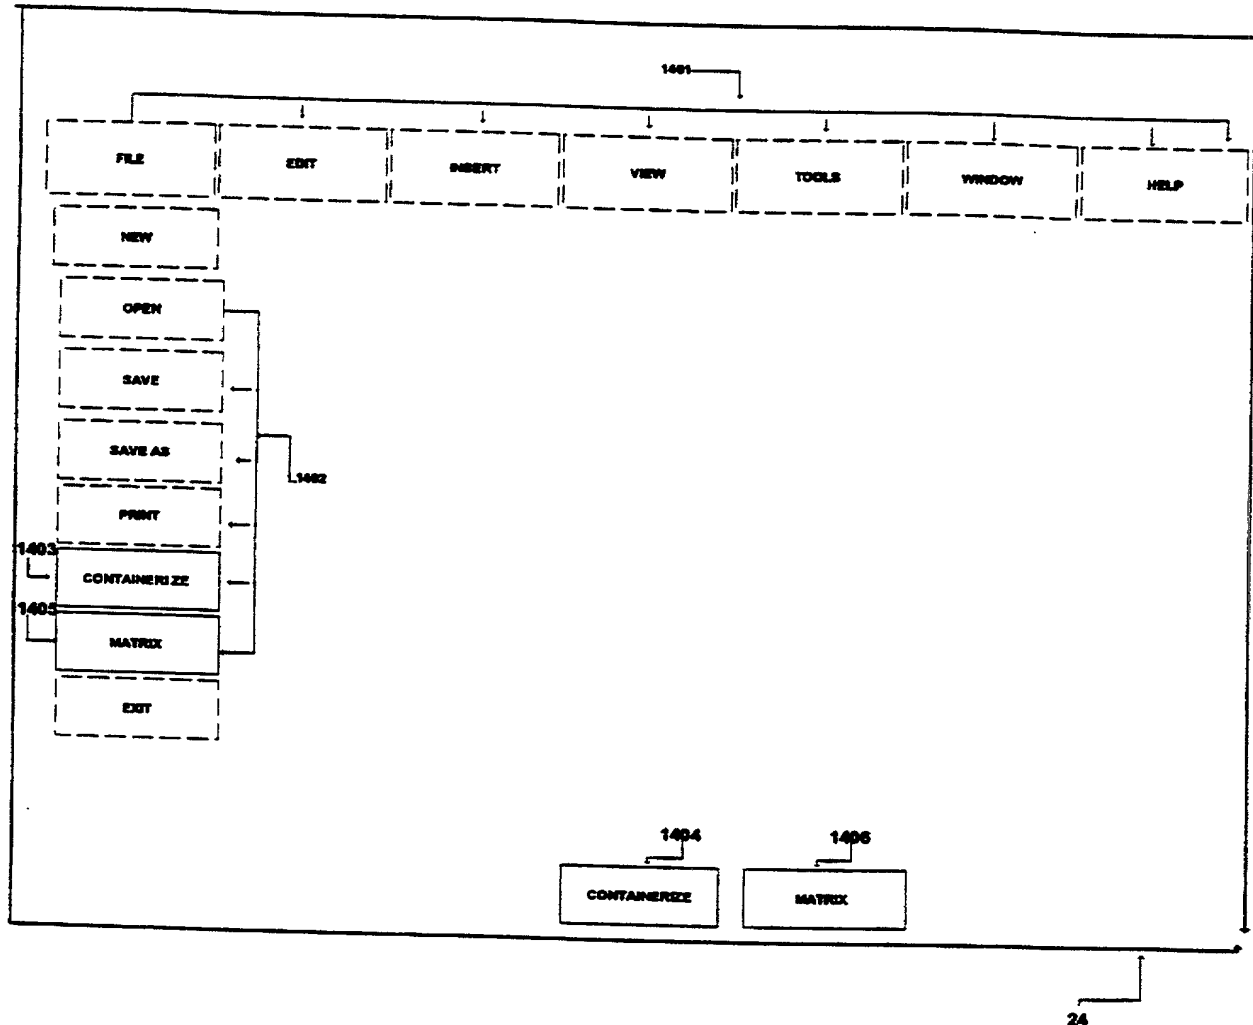 1401
FILE EDIT INSERT VIEW TOOLS WINDOW HELP
NEW
OPEN
SAVE
SAVE AS
1402
PRINT
1403
CONTAINERIZE
1405
MATRIX
EXIT
1404 1406
CONTAINERIZE MATRIX
24